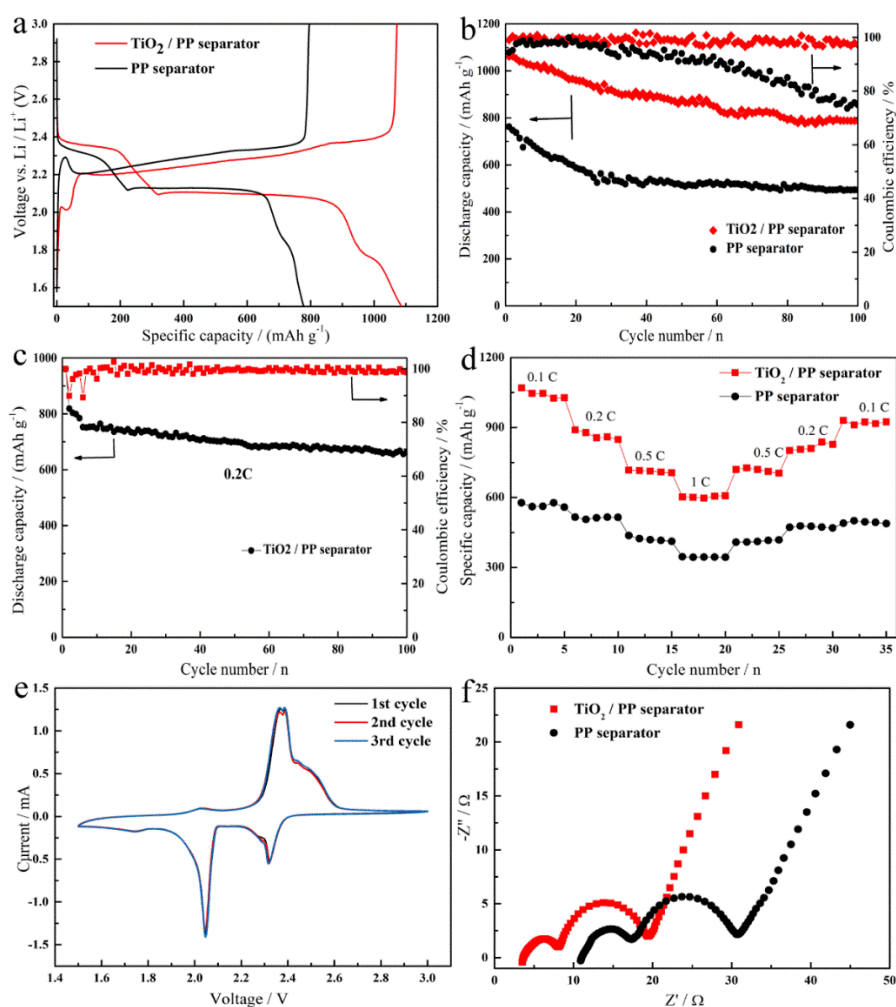 a
3.0
2.8
2.6
2.4
2.2
2.0
1.8
1.6
Voltage vs. Li / Li⁺ (V)
TiO₂ / PP separator
PP separator
0 200 400 600 800 1000 1200
Specific capacity / (mAh g⁻¹)
b
1200
1000
800
600
400
200
0
Discharge capacity / (mAh g⁻¹)
100
80
60
40
20
0
Coulombic efficiency / %
TiO2 / PP separator
PP separator
0 20 40 60 80 100
Cycle number / n
c
1000
800
600
400
200
0
Discharge capacity / (mAh g⁻¹)
100
80
60
40
20
0
Coulombic efficiency / %
0.2C
TiO2 / PP separator
0 20 40 60 80 100
Cycle number / n
d
1200
900
600
300
0
Specific capacity / (mAh g⁻¹)
TiO₂ / PP separator
PP separator
0.1 C
0.2 C
0.5 C
1 C
0.5 C
0.2 C
0.1 C
0 5 10 15 20 25 30 35
Cycle number / n
e
1.5
1.0
0.5
0.0
-0.5
-1.0
-1.5
Current / mA
1st cycle
2nd cycle
3rd cycle
1.4 1.6 1.8 2.0 2.2 2.4 2.6 2.8 3.0
Voltage / V
f
25
20
15
10
5
0
-Z'' / Ω
TiO₂ / PP separator
PP separator
0 10 20 30 40 50
Z' / Ω